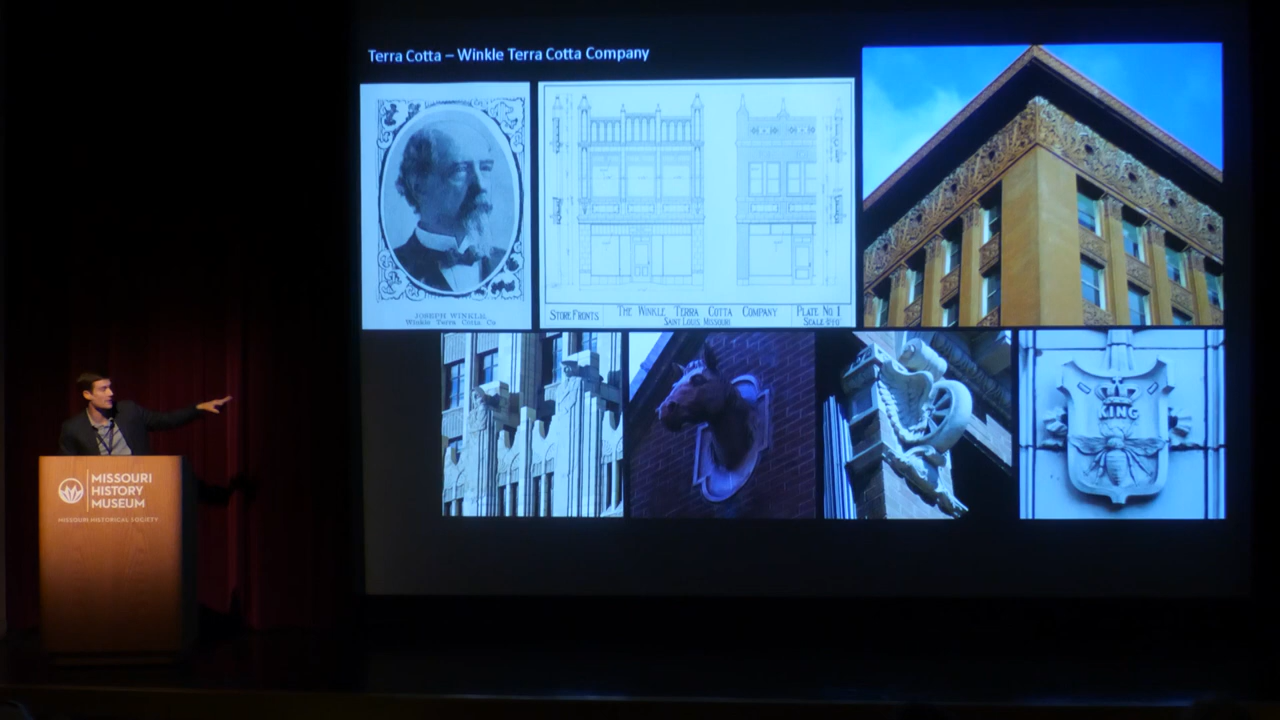 Terra Cotta – Winkle Terra Cotta Company
JOSEPH WINKLE,
Winkle Terra Cotta Co
STORE FRONTS
THE WINKLE TERRA COTTA COMPANY
SAINT LOUIS MISSOURI
PLATE NO 1
SCALE
KING
MISSOURI
HISTORY
MUSEUM
MISSOURI HISTORICAL SOCIETY